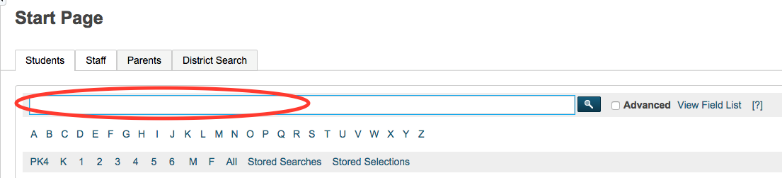 Start Page
Students Staff Parents District Search
Advanced View Field List [?]
A B C D E F G H I J K L M N O P Q R S T U V W X Y Z
PK4 K 1 2 3 4 5 6 M F All Stored Searches Stored Selections